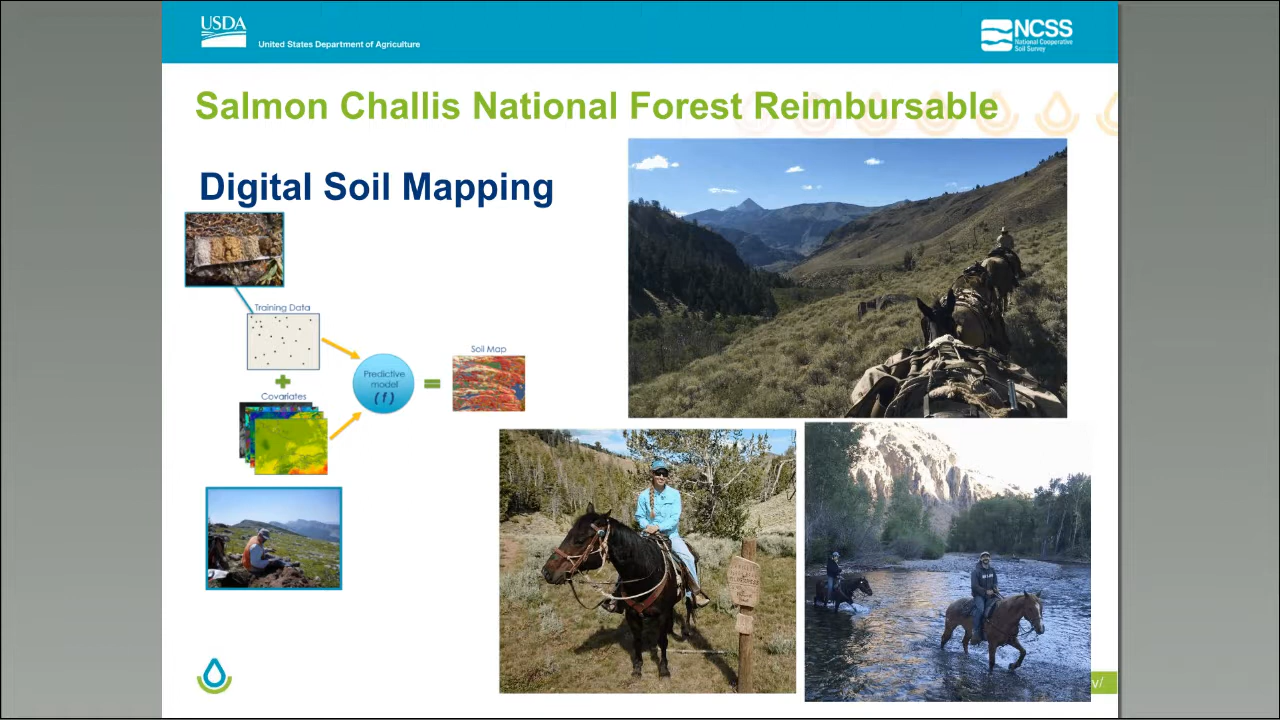 USDA
United States Department of Agriculture
NCSS
National Cooperative
Soil Survey
Salmon Challis National Forest Reimbursable
Digital Soil Mapping
Training Data
Covariates
Predictive
model
(f)
Soil Map
v/